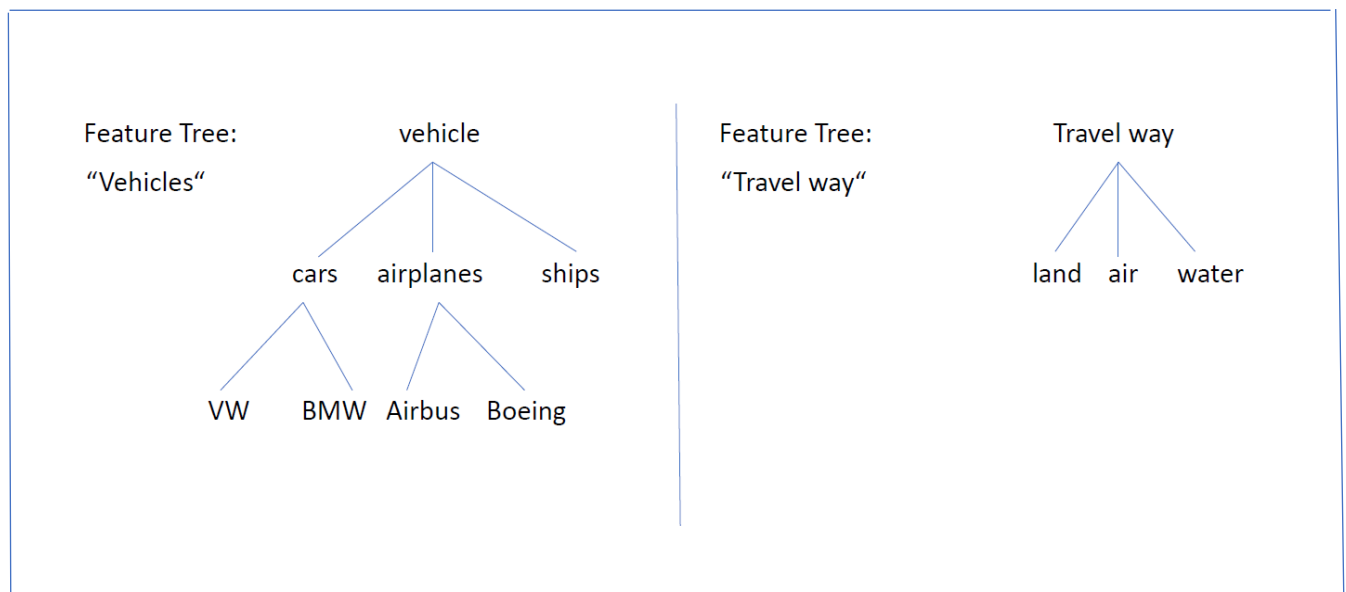 Feature Tree:
“Vehicles“
vehicle
cars airplanes ships
VW BMW Airbus Boeing
Feature Tree:
“Travel way“
Travel way
land air water